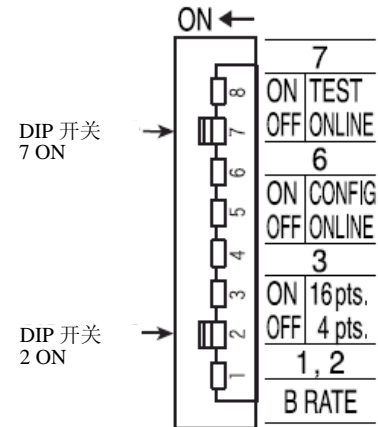 ON ←
DIP 开关
7 ON
DIP 开关
2 ON
8
7
6
5
4
3
2
1
7
ON TEST
OFF ONLINE
6
ON CONFIG
OFF ONLINE
3
ON 16 pts.
OFF 4 pts.
1, 2
B RATE